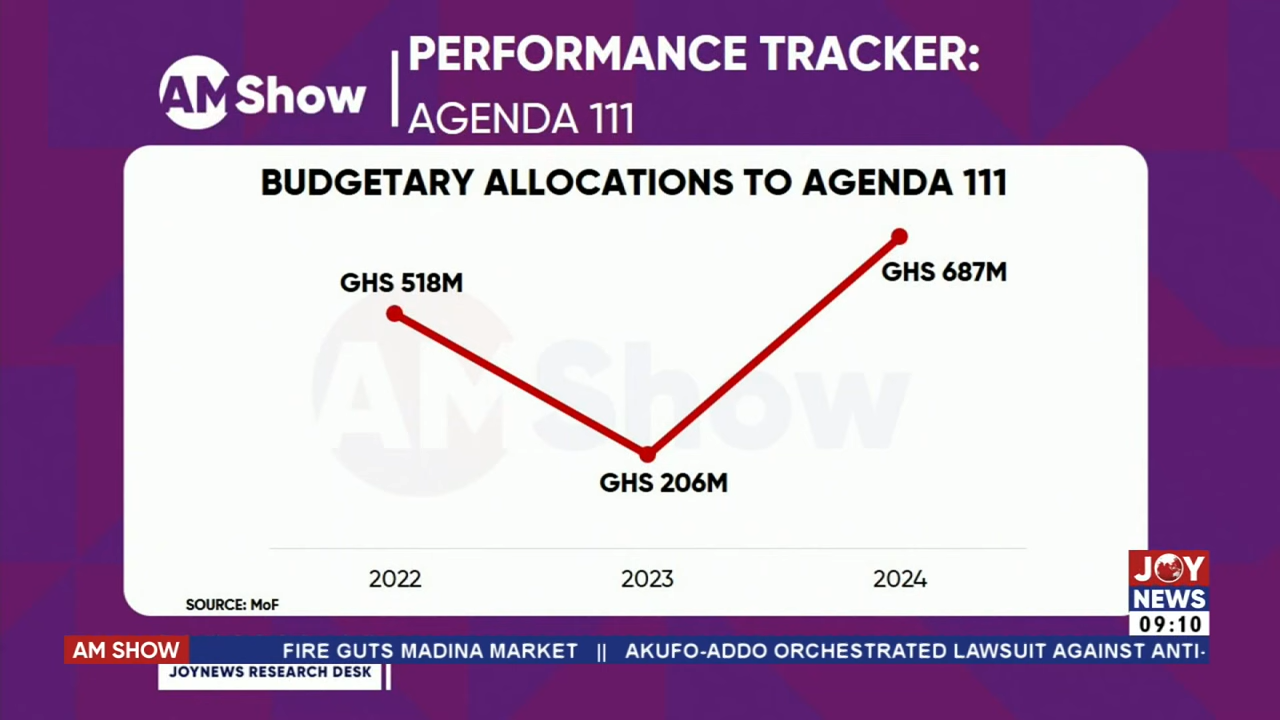 AM Show
PERFORMANCE TRACKER:
AGENDA 111
BUDGETARY ALLOCATIONS TO AGENDA 111
GHS 518M
GHS 687M
AM Show
GHS 206M
2022 2023 2024
SOURCE: MoF
JOY
NEWS
09:10
AM SHOW
FIRE GUTS MADINA MARKET || AKUFO-ADDO ORCHESTRATED LAWSUIT AGAINST ANTI-
JOYNEWS RESEARCH DESK